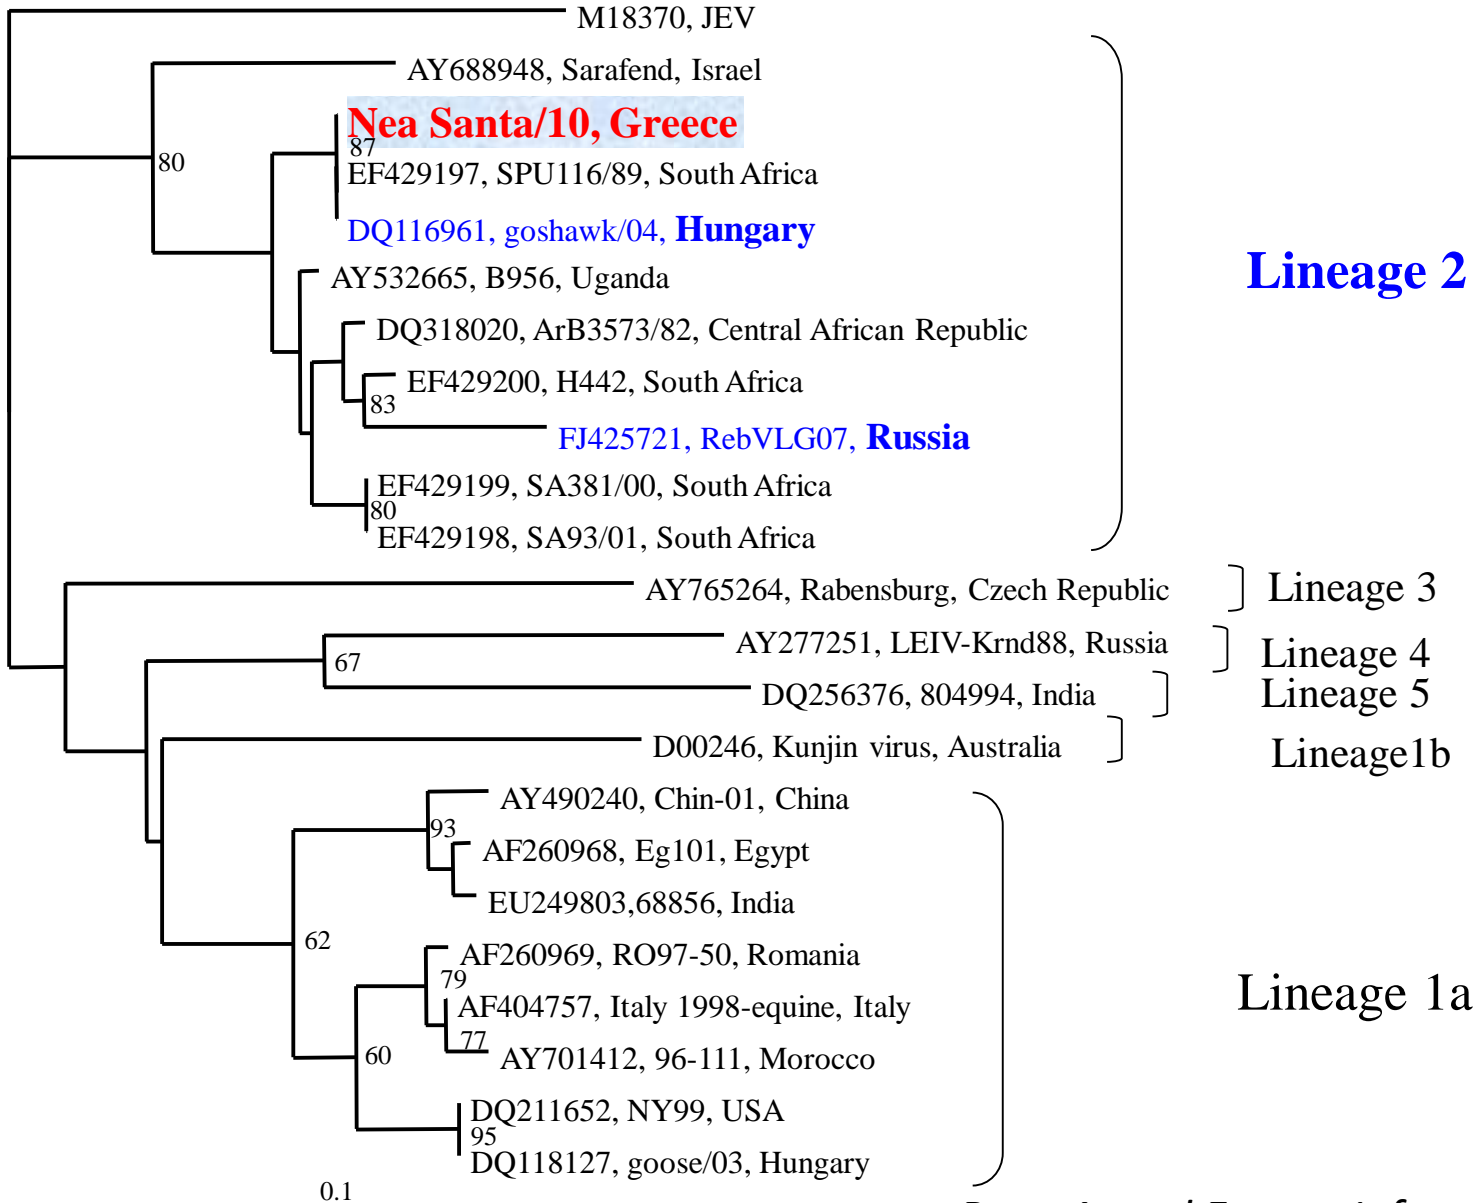 M18370, JEV
AY688948, Sarafend, Israel
Nea Santa/10, Greece
87
80
EF429197, SPU116/89, South Africa
DQ116961, goshawk/04, Hungary
Lineage 2
AY532665, B956, Uganda
DQ318020, ArB3573/82, Central African Republic
EF429200, H442, South Africa
83
FJ425721, RebVLG07, Russia
EF429199, SA381/00, South Africa
80
EF429198, SA93/01, South Africa
AY765264, Rabensburg, Czech Republic
Lineage 3
AY277251, LEIV-Krnd88, Russia
Lineage 4
67
DQ256376, 804994, India
Lineage 5
D00246, Kunjin virus, Australia
Lineage1b
AY490240, Chin-01, China
93
AF260968, Eg101, Egypt
EU249803,68856, India
62
AF260969, RO97-50, Romania
79
Lineage 1a
AF404757, Italy 1998-equine, Italy
77
60
AY701412, 96-111, Morocco
DQ211652, NY99, USA
95
DQ118127, goose/03, Hungary
0.1